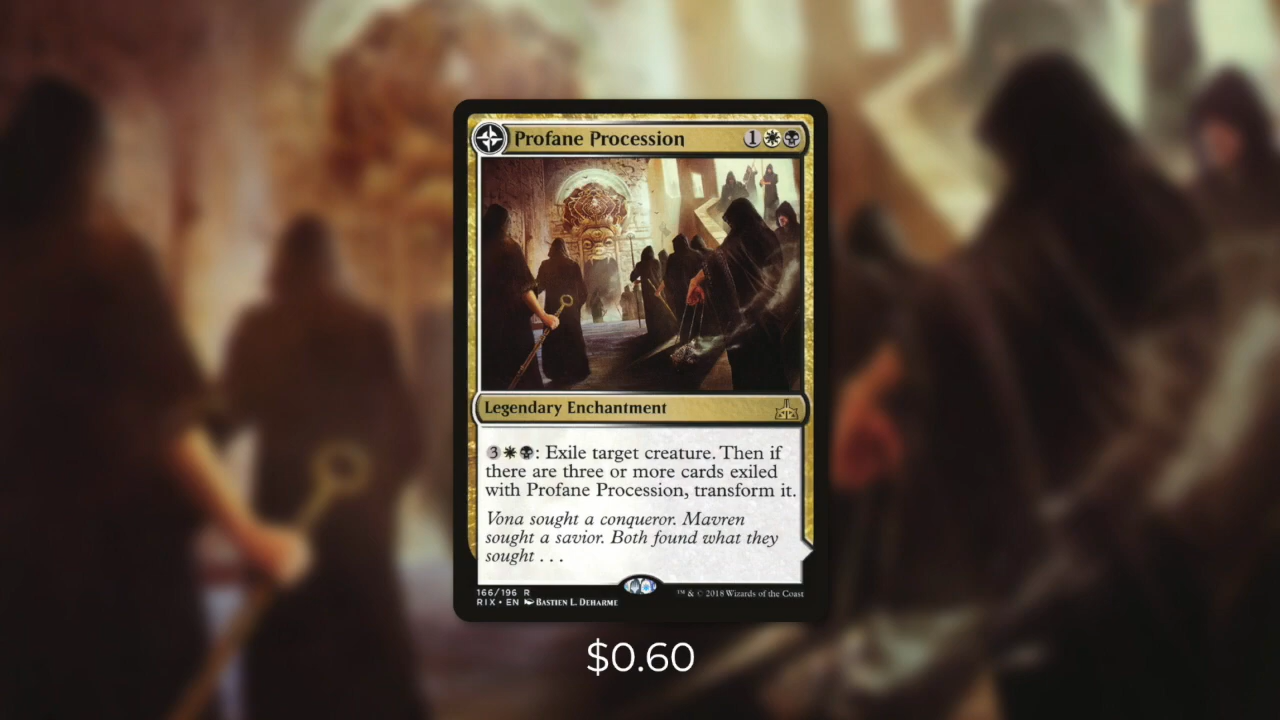 Profane Procession 1
Legendary Enchantment
3: Exile target creature. Then if
there are three or more cards exiled
with Profane Procession, transform it.
Vona sought a conqueror. Mavren
sought a savior. Both found what they
sought . . .
166/196 R
RIX • EN Bastien L. Deharme
™ & © 2018 Wizards of the Coast
$0.60